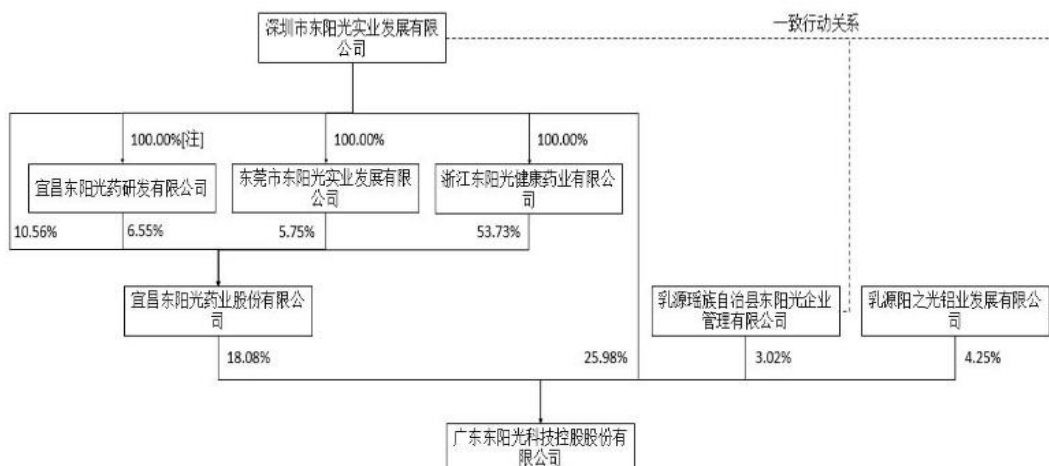 深圳市东阳光实业发展有限
公司
一致行动关系
100.00%[注]
100.00%
100.00%
宜昌东阳光药研发有限公司
东莞市东阳光实业发展有限
公司
浙江东阳光健康药业有限公
司
10.56%
6.55%
5.75%
53.73%
宜昌东阳光药业股份有限公
司
乳源瑶族自治县东阳光企业
管理有限公司
乳源阳之光铝业发展有限公
司
18.08%
25.98%
3.02%
4.25%
广东东阳光科技控股股份有
限公司